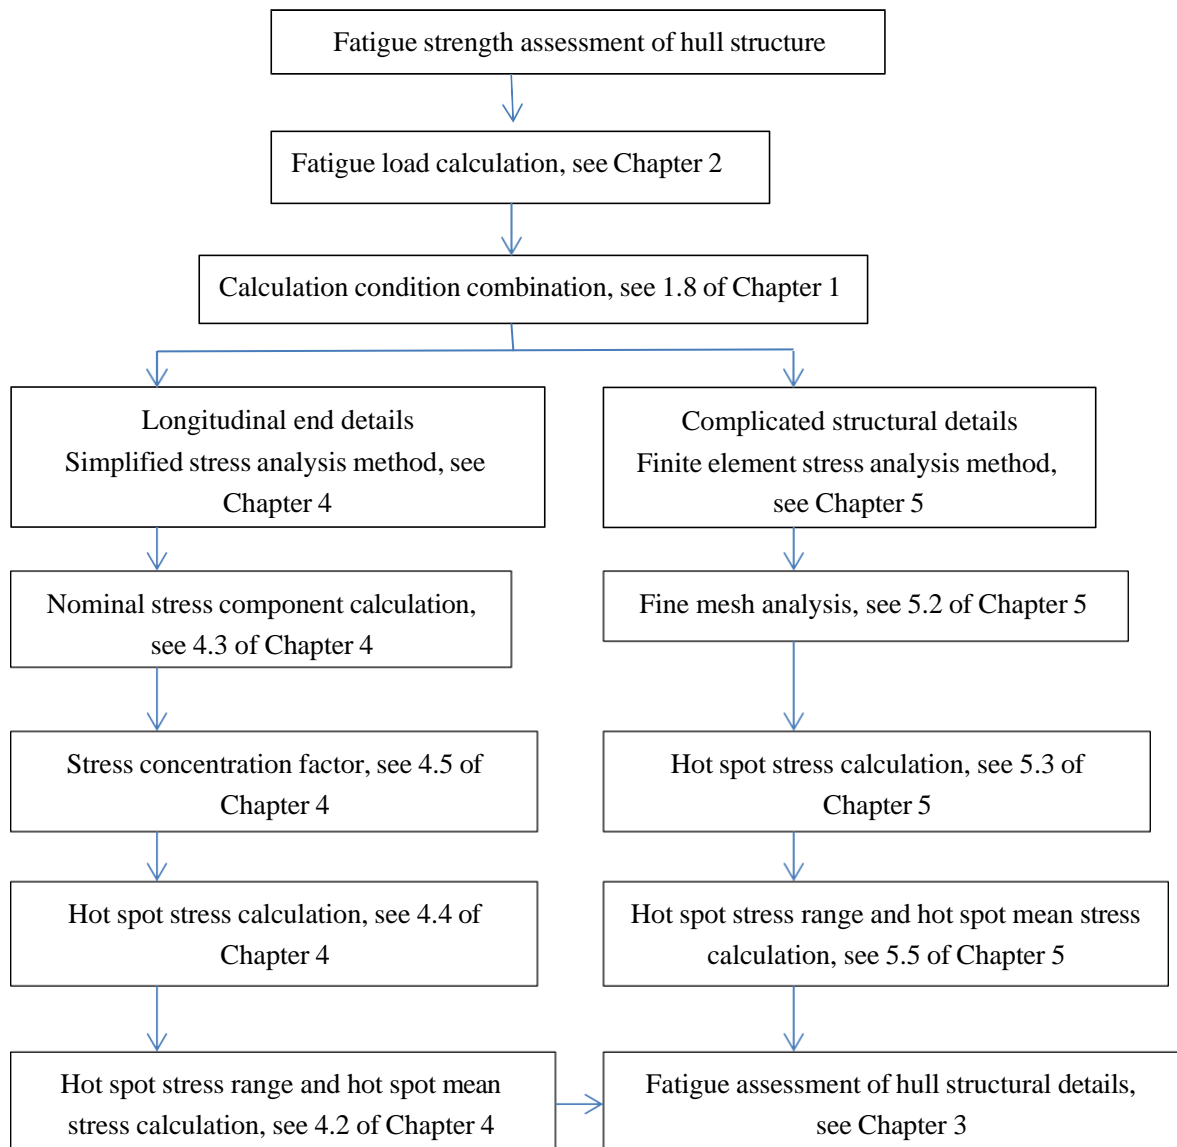 Fatigue strength assessment of hull structure
Fatigue load calculation, see Chapter 2
Calculation condition combination, see 1.8 of Chapter 1
Longitudinal end details
Simplified stress analysis method, see
Chapter 4
Complicated structural details
Finite element stress analysis method,
see Chapter 5
Nominal stress component calculation,
see 4.3 of Chapter 4
Fine mesh analysis, see 5.2 of Chapter 5
Stress concentration factor, see 4.5 of
Chapter 4
Hot spot stress calculation, see 5.3 of
Chapter 5
Hot spot stress calculation, see 4.4 of
Chapter 4
Hot spot stress range and hot spot mean stress
calculation, see 5.5 of Chapter 5
Hot spot stress range and hot spot mean
stress calculation, see 4.2 of Chapter 4
Fatigue assessment of hull structural details,
see Chapter 3